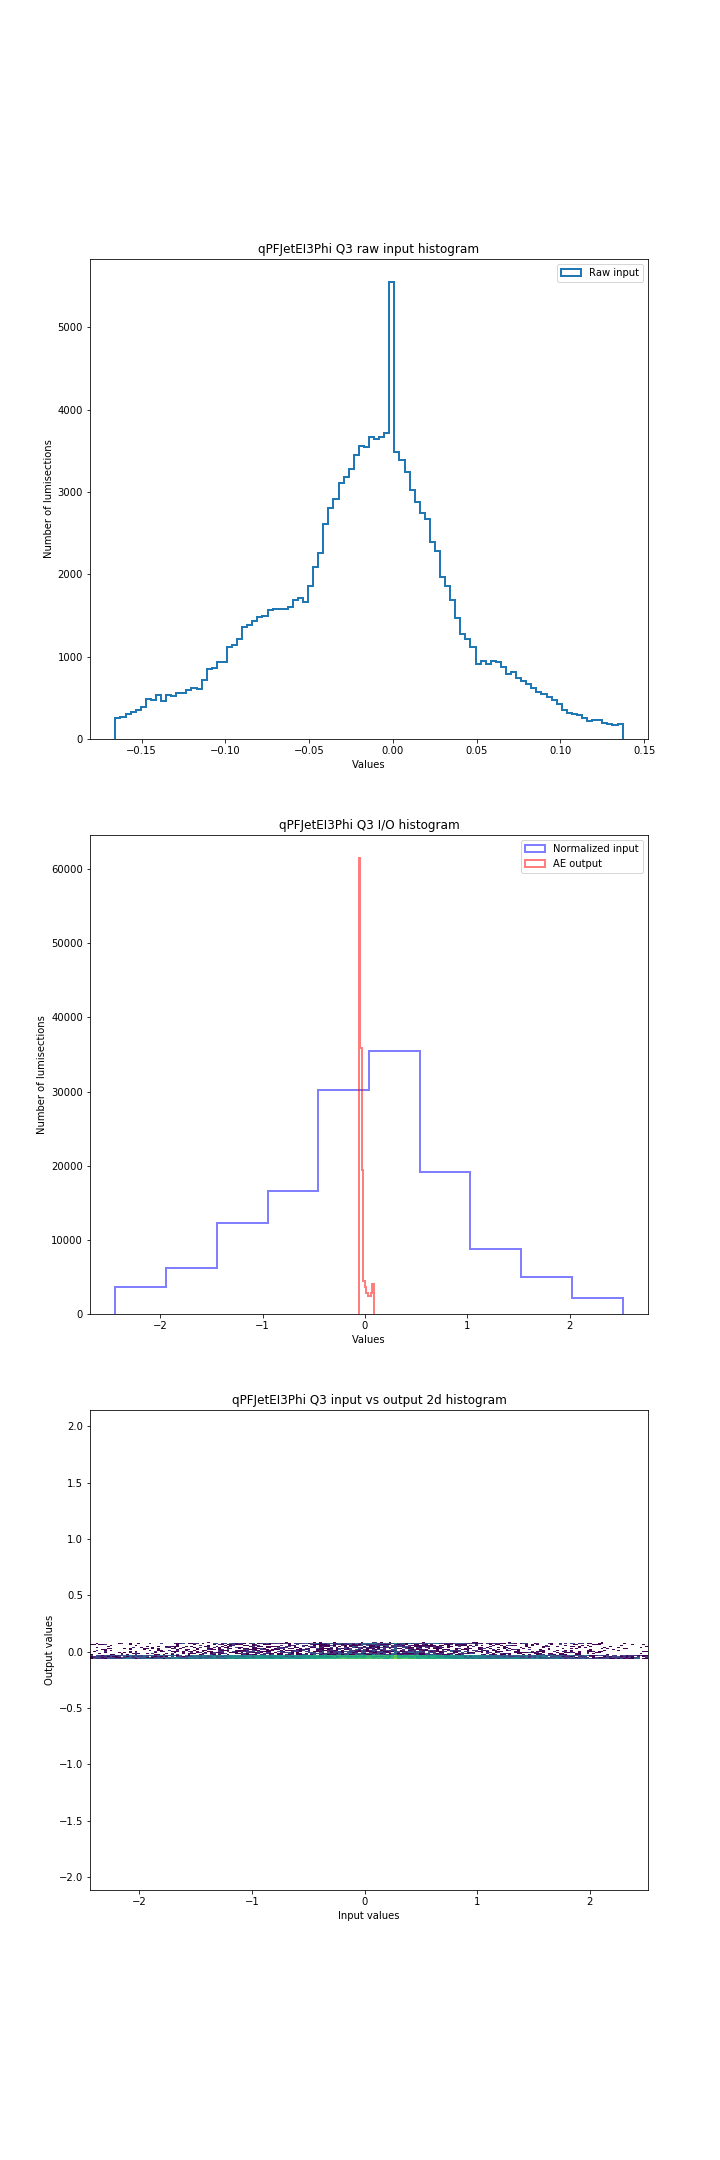 qPFJetEI3Phi Q3 raw input histogram
Raw input
5000
4000
3000
2000
1000
0
Number of lumisections
−0.15 −0.10 −0.05 0.00 0.05 0.10 0.15
Values
qPFJetEI3Phi Q3 I/O histogram
Normalized input
AE output
60000
50000
40000
30000
20000
10000
0
Number of lumisections
−2 −1 0 1 2
Values
qPFJetEI3Phi Q3 input vs output 2d histogram
2.0
1.5
1.0
0.5
0.0
−0.5
−1.0
−1.5
−2.0
Output values
−2 −1 0 1 2
Input values